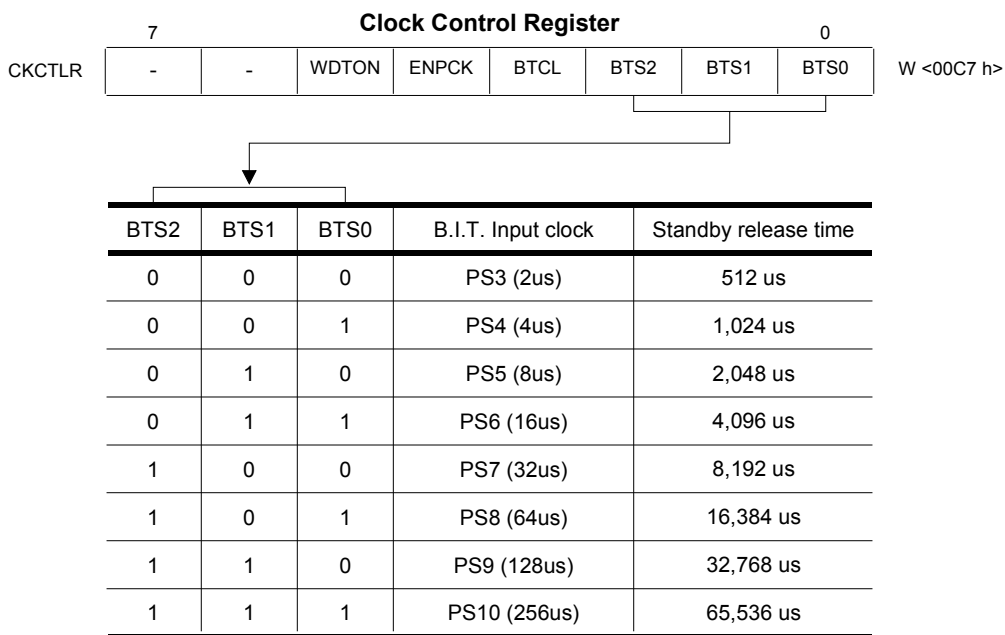 Clock Control Register
7 0
CKCTLR - - WDTON ENPCK BTCL BTS2 BTS1 BTS0 W <00C7 h>
BTS2 BTS1 BTS0 B.I.T. Input clock Standby release time
0 0 0 PS3 (2us) 512 us
0 0 1 PS4 (4us) 1,024 us
0 1 0 PS5 (8us) 2,048 us
0 1 1 PS6 (16us) 4,096 us
1 0 0 PS7 (32us) 8,192 us
1 0 1 PS8 (64us) 16,384 us
1 1 0 PS9 (128us) 32,768 us
1 1 1 PS10 (256us) 65,536 us